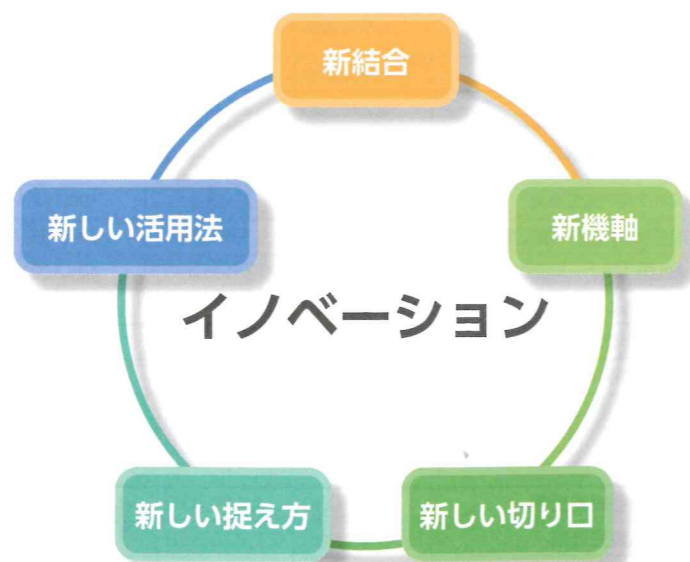 新結合
新しい活用法
新機軸
イノベーション
新しい捉え方
新しい切り口